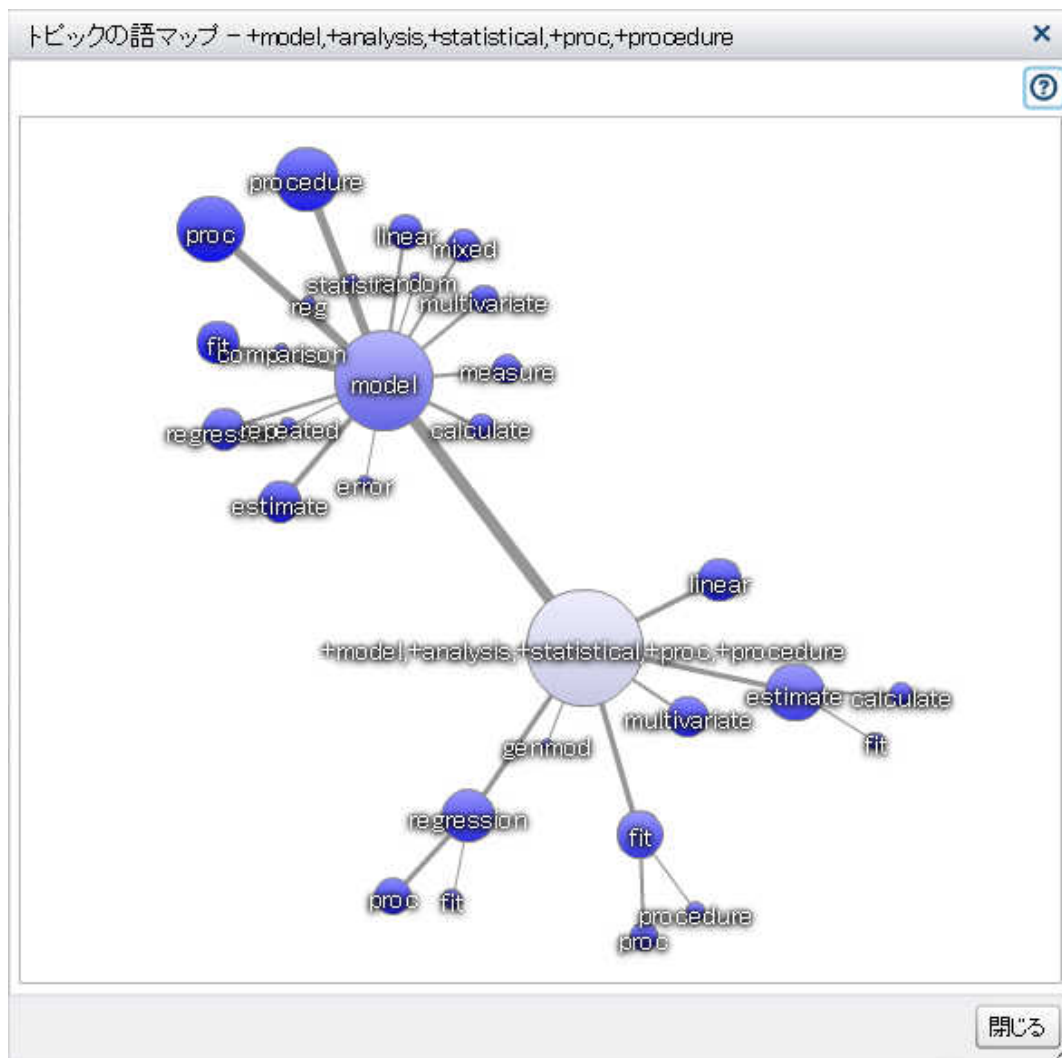 トピックの語マップ - +model,+analysis,+statistical,+proc,+procedure
procedure
proc
linear
mixed
random
reg
multivariate
fit
comparison
model
measure
repeated
calculate
error
estimate
linear
+model,+analysis,+statistical,+proc,+procedure
estimate
calculate
multivariate
fit
genmod
regression
fit
proc
fit
procedure
proc
閉じる